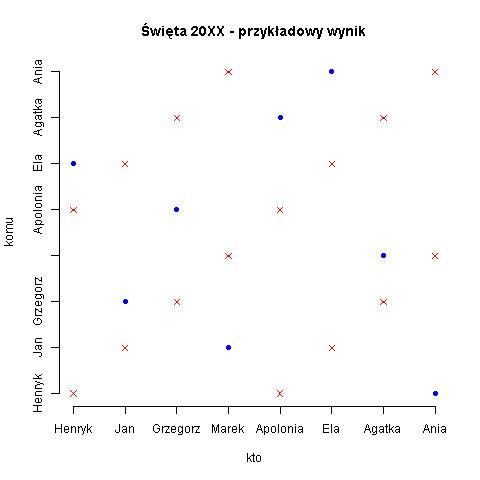 Święta 20XX - przykładowy wynik
komu
Ania
Agatka
Ela
Apolonia
Grzegorz
Jan
Henryk
Henryk Jan Grzegorz Marek Apolonia Ela Agatka Ania
kto